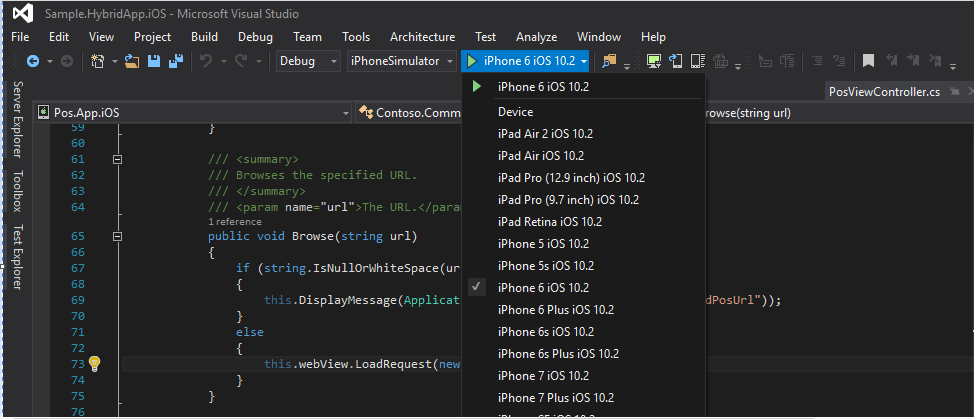 Sample.HybridApp.iOS - Microsoft Visual Studio
File Edit View Project Build Debug Team Tools Architecture Test Analyze Window Help
Debug iPhoneSimulator iPhone 6 iOS 10.2
iPhone 6 iOS 10.2
Device
iPad Air 2 iOS 10.2
iPad Air iOS 10.2
iPad Pro (12.9 inch) iOS 10.2
iPad Pro (9.7 inch) iOS 10.2
iPad Retina iOS 10.2
iPhone 5 iOS 10.2
iPhone 5s iOS 10.2
iPhone 6 iOS 10.2
iPhone 6 Plus iOS 10.2
iPhone 6s iOS 10.2
iPhone 6s Plus iOS 10.2
iPhone 7 iOS 10.2
iPhone 7 Plus iOS 10.2
Server Explorer
Toolbox
Test Explorer
PosViewController.cs
Pos.App.iOS Contoso.Comm rowse(string url)
59 }
60
61 /// <summary>
62 /// Browses the specified URL.
63 /// </summary>
64 /// <param name="url">The URL.</para
1 reference
65 public void Browse(string url)
66 {
67 if (string.IsNullOrWhiteSpace(ur
68 {
69 this.DisplayMessage(Applicat dPosUrl"));
70 }
71 else
72 {
73 this.webView.LoadRequest(new
74 }
75 }
76